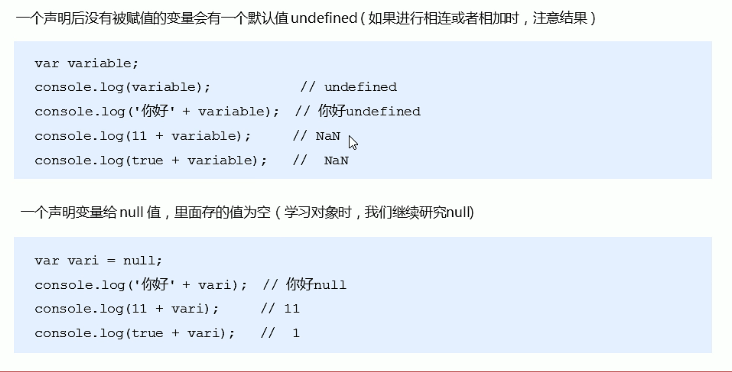 一个声明后没有被赋值的变量会有一个默认值 undefined ( 如果进行相连或者相加时，注意结果 ）
var variable;
console.log(variable);           // undefined
console.log('你好' + variable);  // 你好undefined
console.log(11 + variable);     // NaN
console.log(true + variable);   //  NaN
一个声明变量给 null 值，里面存的值为空（ 学习对象时，我们继续研究null)
var vari = null;
console.log('你好' + vari);  // 你好null
console.log(11 + vari);     // 11
console.log(true + vari);   //  1